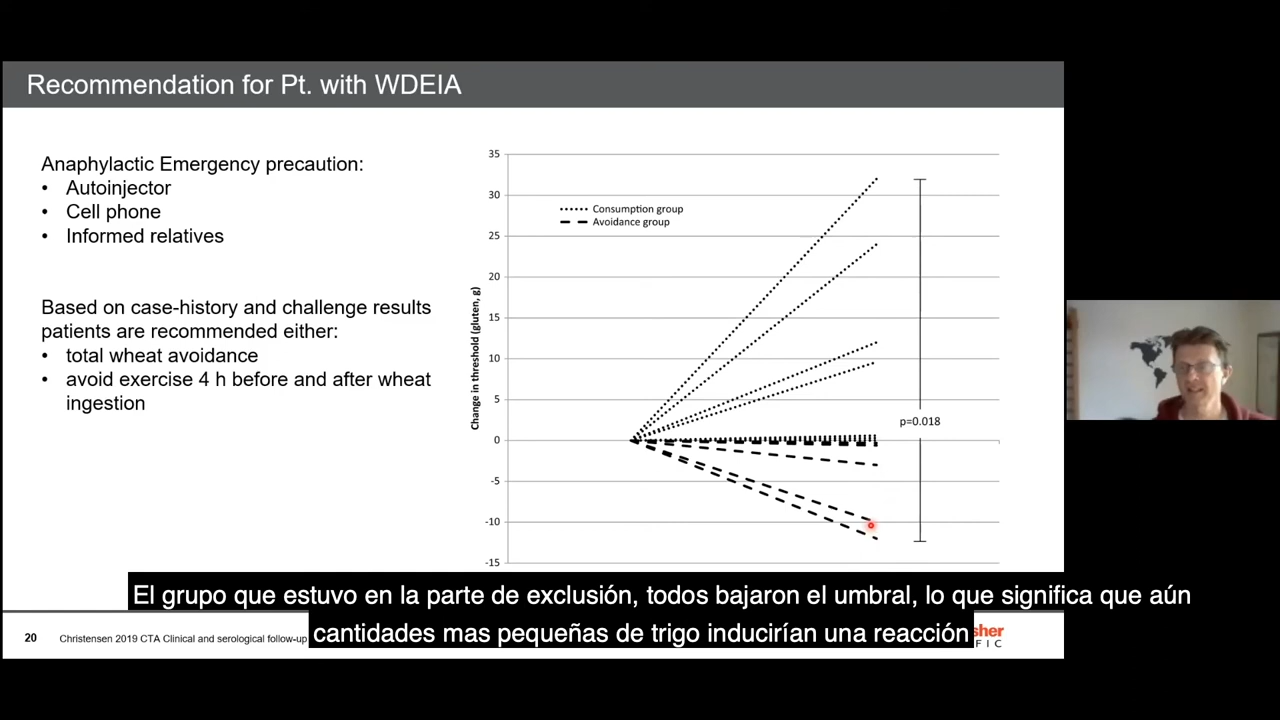 Recommendation for Pt. with WDEIA
Anaphylactic Emergency precaution:
• Autoinjector
• Cell phone
• Informed relatives
Based on case-history and challenge results
patients are recommended either:
• total wheat avoidance
• avoid exercise 4 h before and after wheat
ingestion
Change in threshold (gluten, g)
35
30
25
20
15
10
5
0
-5
-10
-15
Consumption group
Avoidance group
p=0.018
El grupo que estuvo en la parte de exclusión, todos bajaron el umbral, lo que significa que aún
cantidades mas pequeñas de trigo inducirían una reacción
20
Christensen 2019 CTA Clinical and serological follow-up